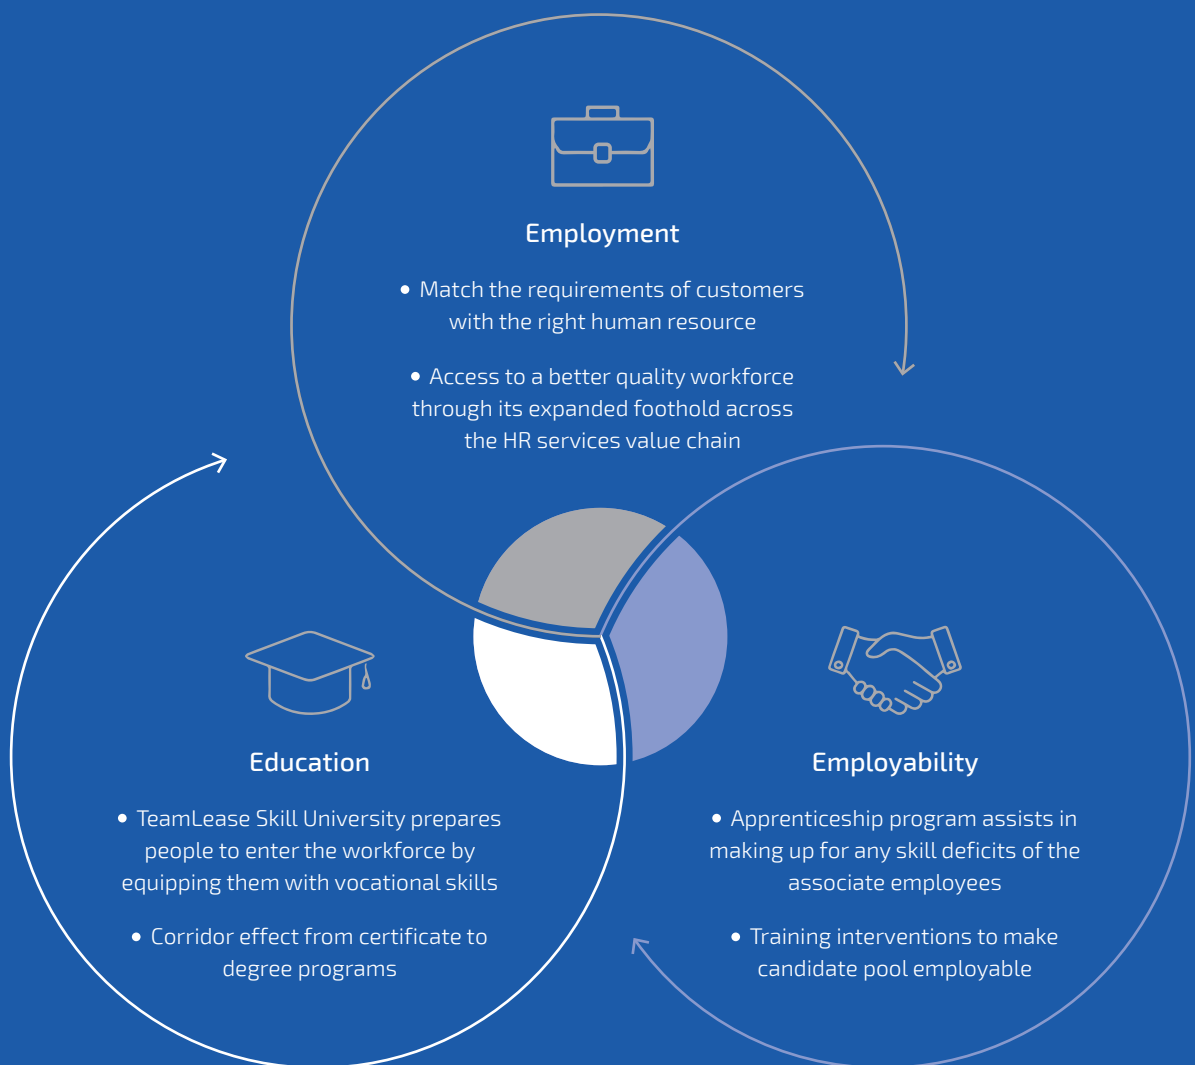 Employment
• Match the requirements of customers
with the right human resource
• Access to a better quality workforce
through its expanded foothold across
the HR services value chain
Education
• TeamLease Skill University prepares
people to enter the workforce by
equipping them with vocational skills
• Corridor effect from certificate to
degree programs
Employability
• Apprenticeship program assists in
making up for any skill deficits of the
associate employees
• Training interventions to make
candidate pool employable